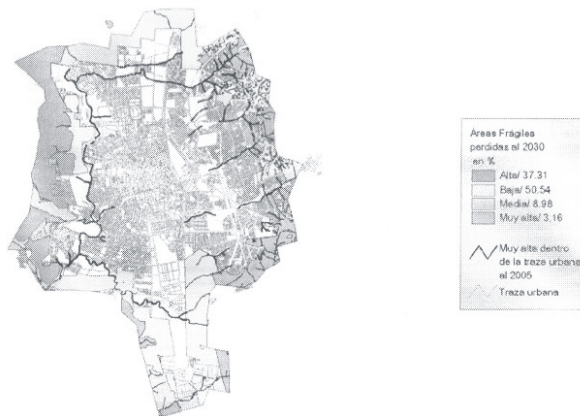 Areas Frágiles
perdidas al 2030
en %
Alta/ 37.31
Baja/ 50.54
Media/ 8.98
Muy alta/ 3,16
Muy alta dentro
de la traza urbana
al 2005
Traza urbana